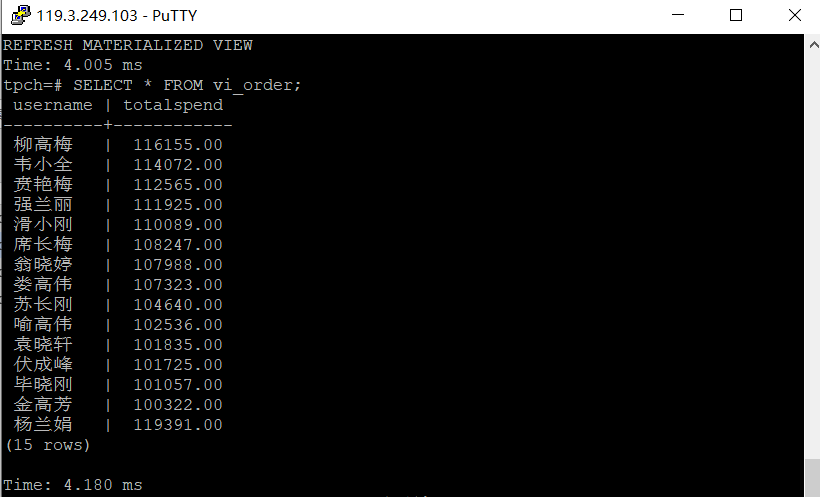 119.3.249.103 - PuTTY
REFRESH MATERIALIZED VIEW
Time: 4.005 ms
tpch=# SELECT * FROM vi_order;
 username | totalspend
----------+------------
 柳高梅   |  116155.00
 韦小全   |  114072.00
 贲艳梅   |  112565.00
 强兰丽   |  111925.00
 滑小刚   |  110089.00
 席长梅   |  108247.00
 翁晓婷   |  107988.00
 娄高伟   |  107323.00
 苏长刚   |  104640.00
 喻高伟   |  102536.00
 袁晓轩   |  101835.00
 伏成峰   |  101725.00
 毕晓刚   |  101057.00
 金高芳   |  100322.00
 杨兰娟   |  119391.00
(15 rows)
Time: 4.180 ms